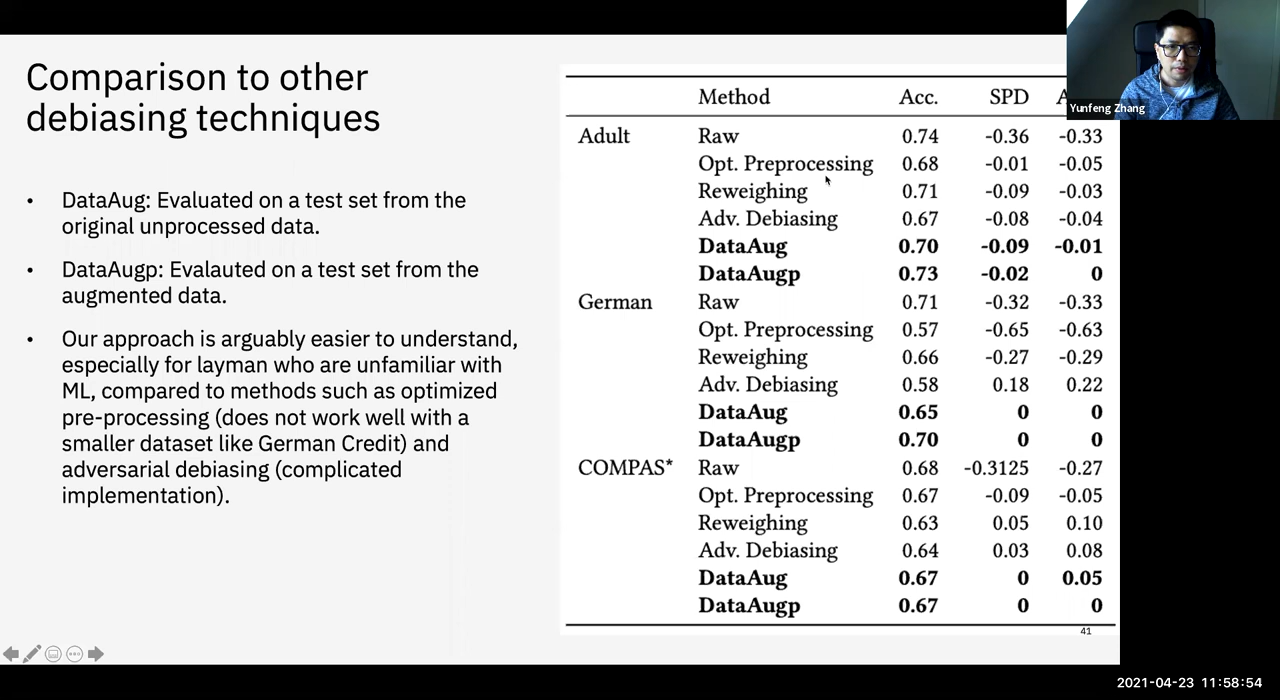 Comparison to other
debiasing techniques
• DataAug: Evaluated on a test set from the
original unprocessed data.
• DataAugp: Evalauted on a test set from the
augmented data.
• Our approach is arguably easier to understand,
especially for layman who are unfamiliar with
ML, compared to methods such as optimized
pre-processing (does not work well with a
smaller dataset like German Credit) and
adversarial debiasing (complicated
implementation).
Method Acc. SPD
Adult Raw 0.74 -0.36 -0.33
Opt. Preprocessing 0.68 -0.01 -0.05
Reweighing 0.71 -0.09 -0.03
Adv. Debiasing 0.67 -0.08 -0.04
DataAug 0.70 -0.09 -0.01
DataAugp 0.73 -0.02 0
German Raw 0.71 -0.32 -0.33
Opt. Preprocessing 0.57 -0.65 -0.63
Reweighing 0.66 -0.27 -0.29
Adv. Debiasing 0.58 0.18 0.22
DataAug 0.65 0 0
DataAugp 0.70 0 0
COMPAS* Raw 0.68 -0.3125 -0.27
Opt. Preprocessing 0.67 -0.09 -0.05
Reweighing 0.63 0.05 0.10
Adv. Debiasing 0.64 0.03 0.08
DataAug 0.67 0 0.05
DataAugp 0.67 0 0
41
Yunfeng Zhang
2021-04-23 11:58:54